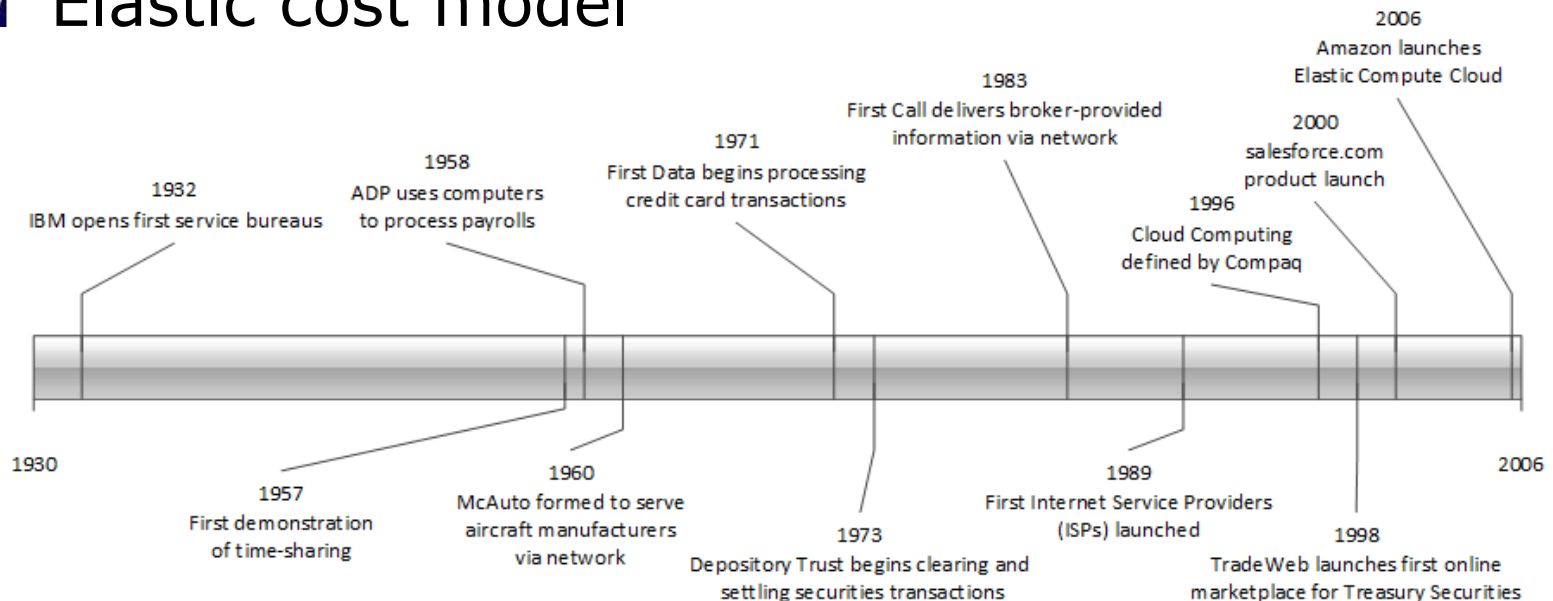 Elastic cost model
1932
IBM opens first service bureaus
1958
ADP uses computers
to process payrolls
1971
First Data begins processing
credit card transactions
1983
First Call delivers broker-provided
information via network
1996
Cloud Computing
defined by Compaq
2000
salesforce.com
product launch
2006
Amazon launches
Elastic Compute Cloud
1930
2006
1957
First demonstration
of time-sharing
1960
McAuto formed to serve
aircraft manufacturers
via network
1973
Depository Trust begins clearing and
settling securities transactions
1989
First Internet Service Providers
(ISPs) launched
1998
TradeWeb launches first online
marketplace for Treasury Securities